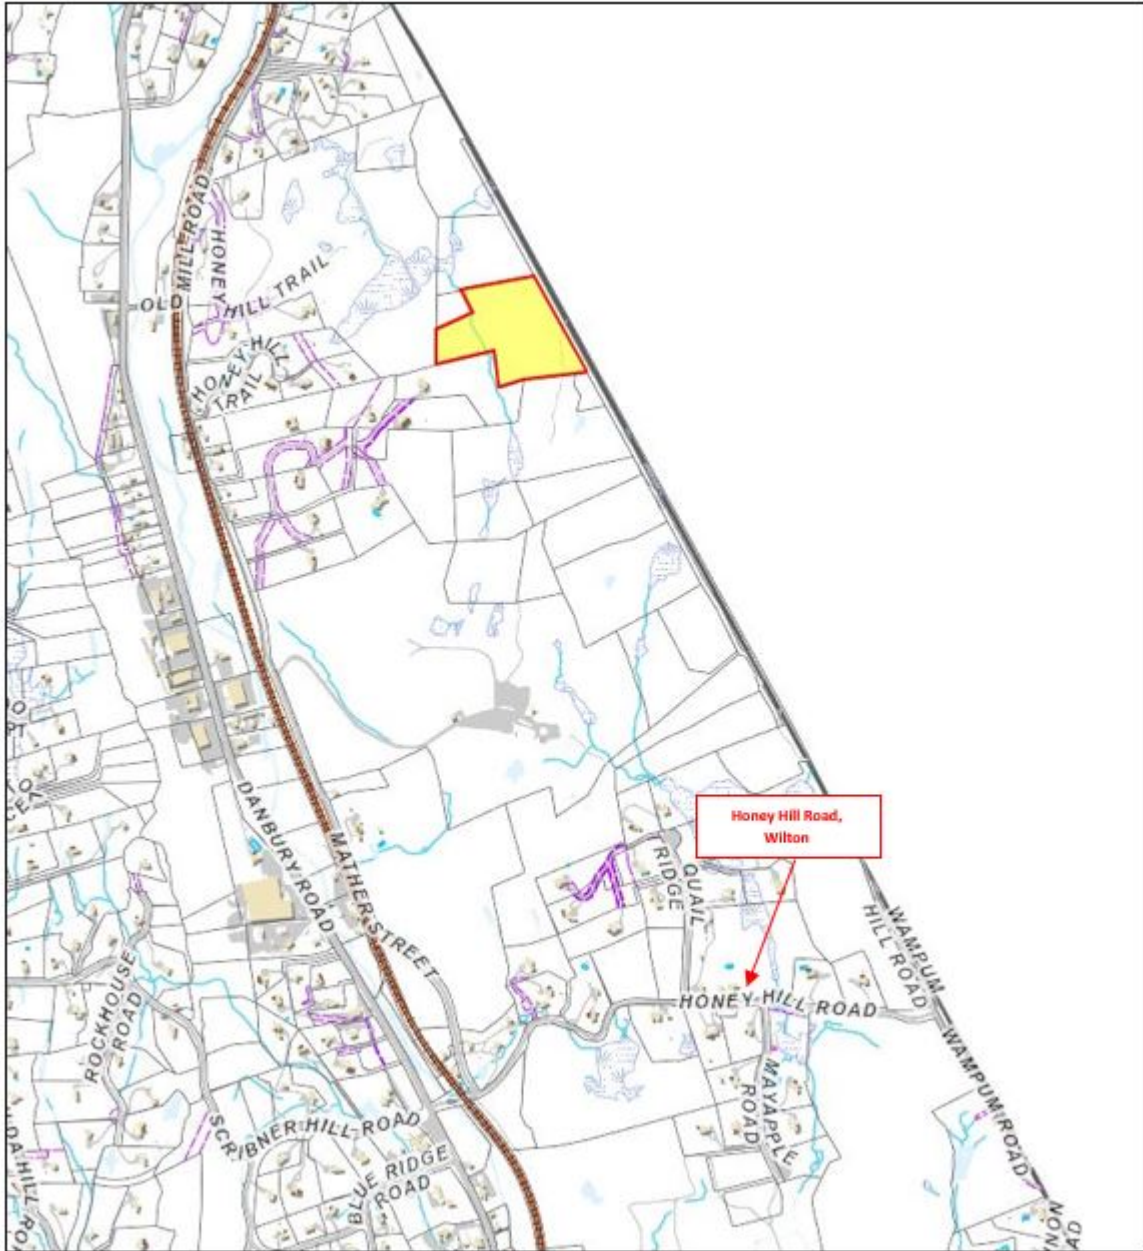 OLD MILL ROAD
HONEY HILL TRAIL
HONEY HILL
TRAIL
DANBURY ROAD
MATHER STREET
Honey Hill Road,
Wilton
QUAIL
RIDGE
WAMPUM
HILL ROAD
HONEY HILL ROAD
WAMPUM ROAD
ROCKHOUSE
ROAD
MAYAPPLE
ROAD
SCRIBNER HILL ROAD
BLUE RIDGE
ROAD